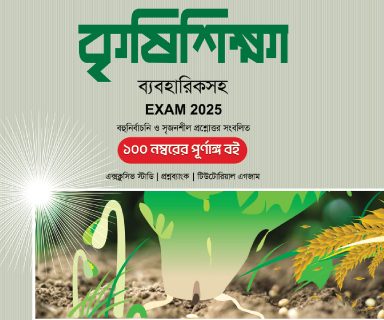 কৃষিশিক্ষা
ব্যবহারিকসহ
EXAM 2025
বহুনির্বাচনি ও সৃজনশীল প্রশ্নোত্তর সংবলিত
১০০ নম্বরের পূর্ণাঙ্গ বই
এক্সক্লুসিভ স্টাডি | প্রশ্নব্যাংক | টিউটোরিয়াল এক্সাম